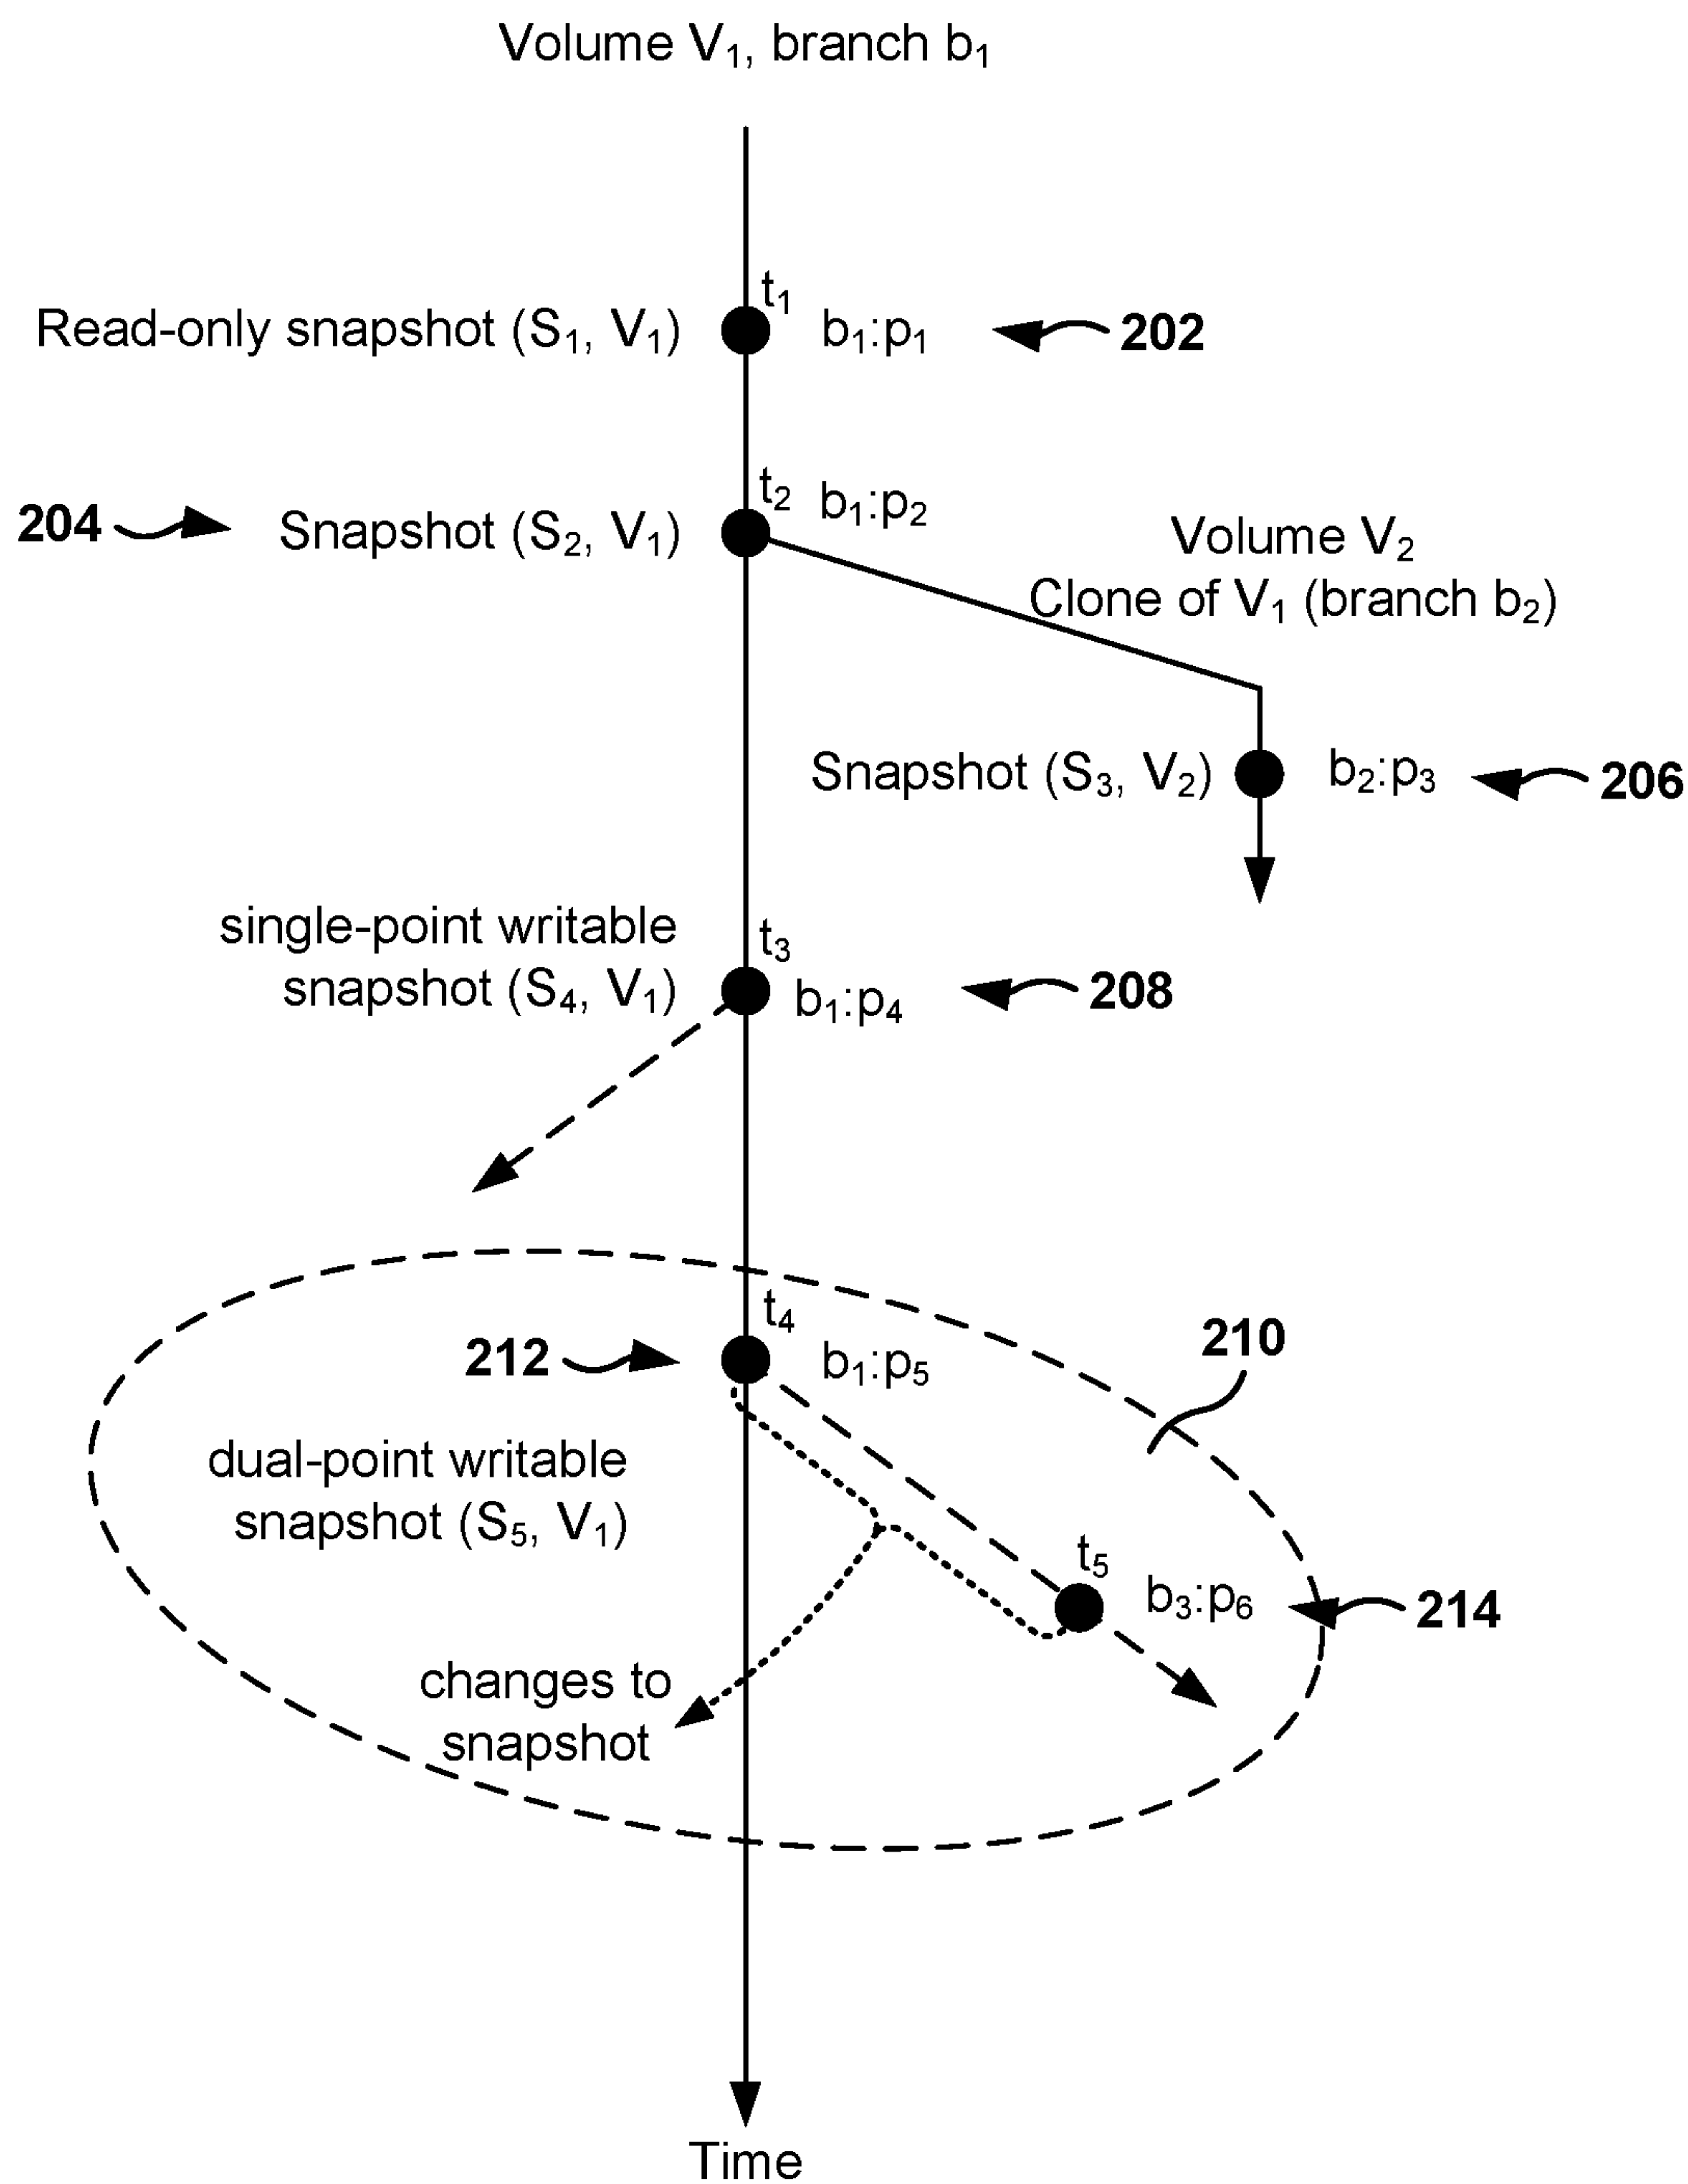 Volume V₁, branch b₁
t₁
Read-only snapshot (S₁, V₁)
b₁:p₁
202
t₂
b₁:p₂
204
Snapshot (S₂, V₁)
Volume V₂
Clone of V₁ (branch b₂)
Snapshot (S₃, V₂)
b₂:p₃
206
single-point writable
snapshot (S₄, V₁)
t₃
b₁:p₄
208
t₄
212
b₁:p₅
210
dual-point writable
snapshot (S₅, V₁)
t₅
b₃:p₆
214
changes to
snapshot
Time